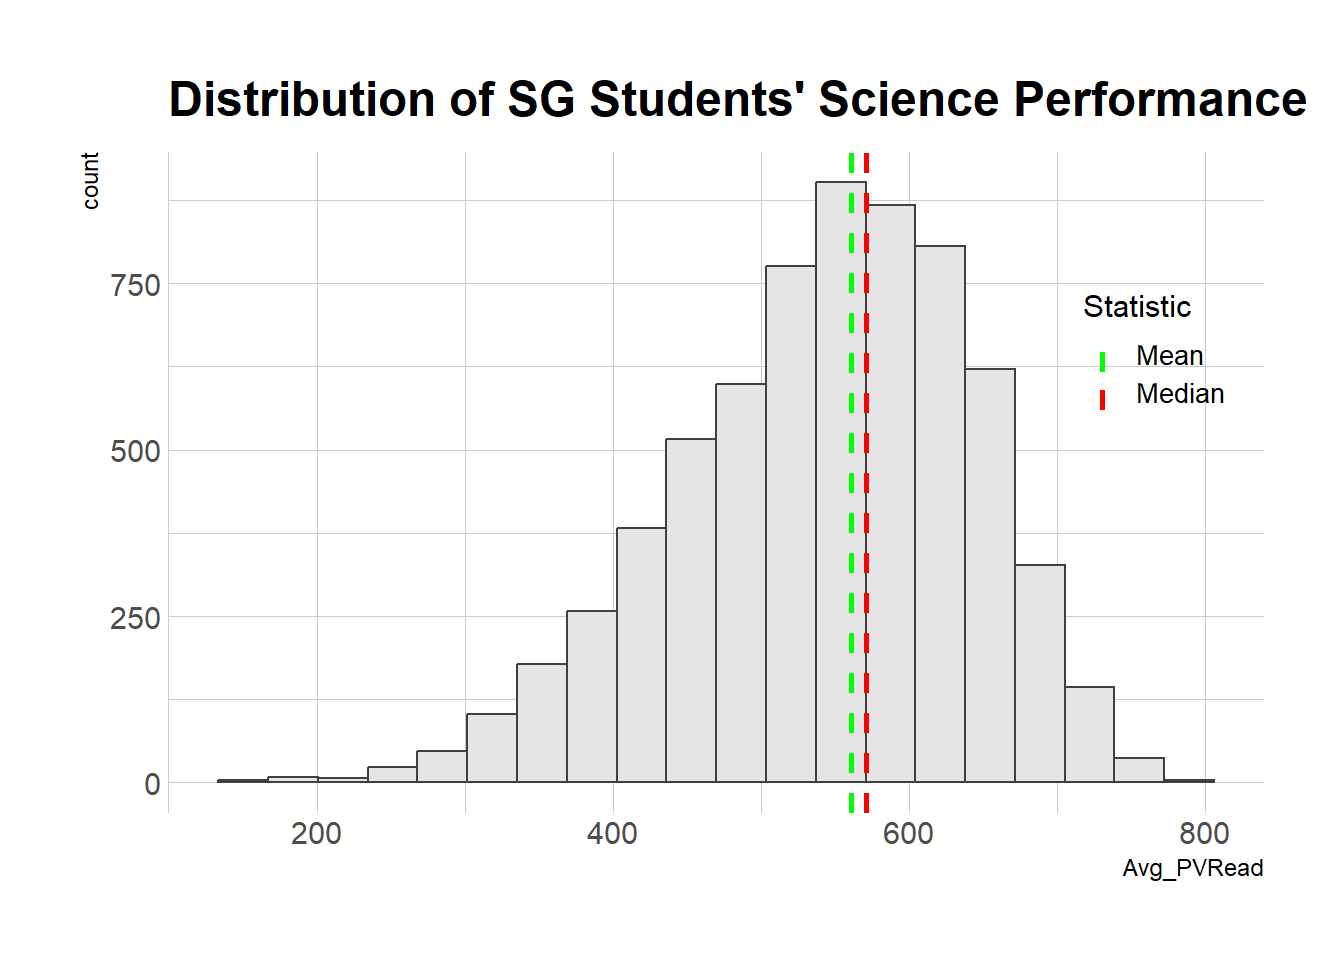 Distribution of SG Students' Science Performance
count
750
500
250
0
Statistic
Mean
Median
200 400 600 800
Avg_PVRead